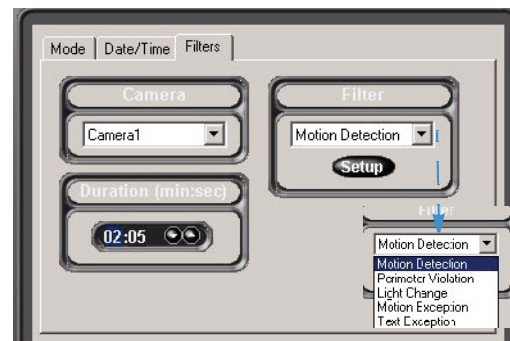 Mode Date/Time Filters
Camera
Camera1
Filter
Motion Detection
Setup
Duration (min:sec)
02:05
Filter
Motion Detection
Motion Detection
Perimeter Violation
Light Change
Motion Exception
Text Exception